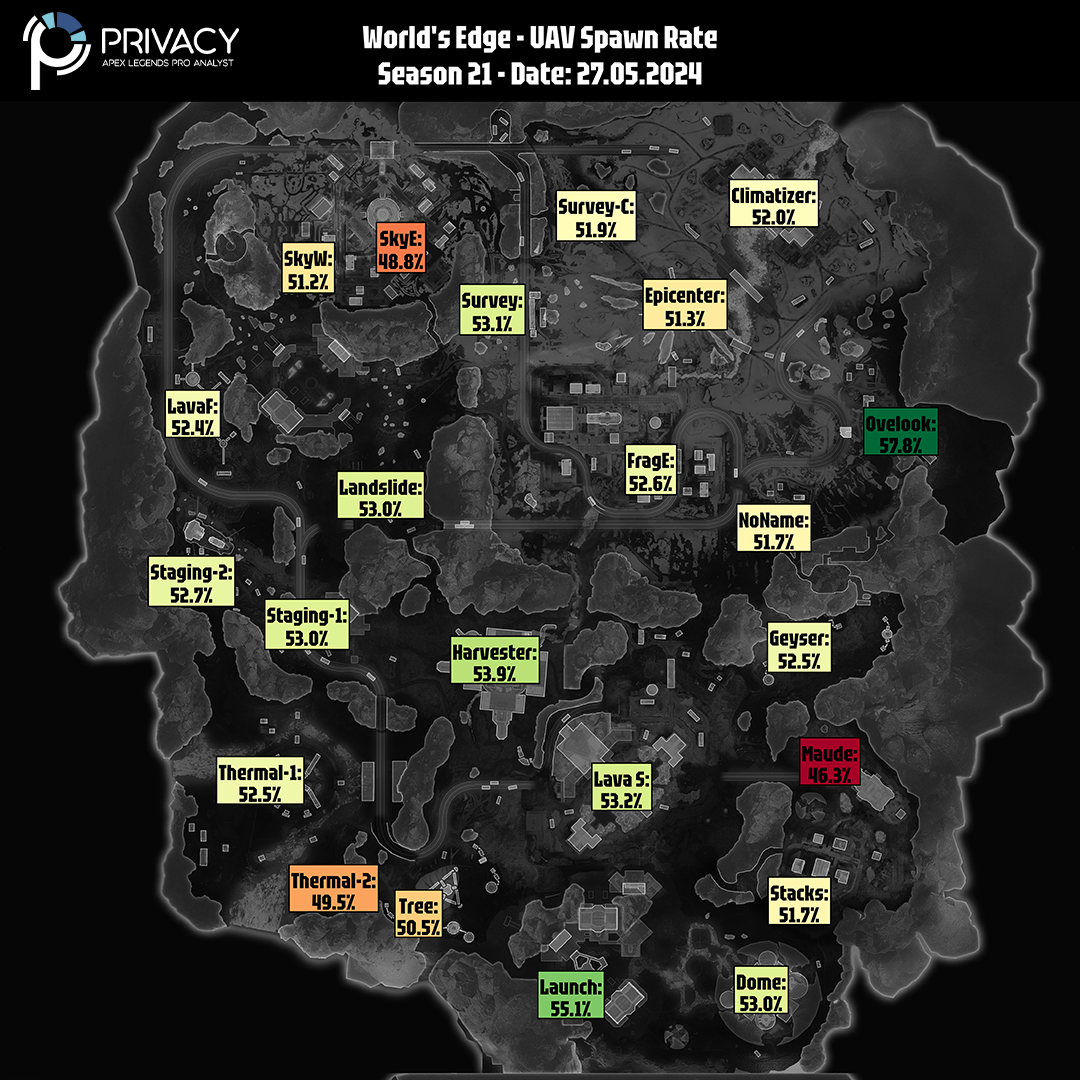 PRIVACY
APEX LEGENDS PRO ANALYST
World's Edge - UAV Spawn Rate
Season 21 - Date: 27.05.2024
Climatizer:
52.0%
Survey-C:
51.9%
SkyE:
48.8%
SkyW:
51.2%
Survey:
53.1%
Epicenter:
51.3%
LavaF:
52.4%
Ovelook:
57.8%
FragE:
52.6%
Landslide:
53.0%
NoName:
51.7%
Staging-2:
52.7%
Staging-1:
53.0%
Harvester:
53.9%
Geyser:
52.5%
Maude:
46.3%
Thermal-1:
52.5%
Lava S:
53.2%
Thermal-2:
49.5%
Tree:
50.5%
Stacks:
51.7%
Launch:
55.1%
Dome:
53.0%